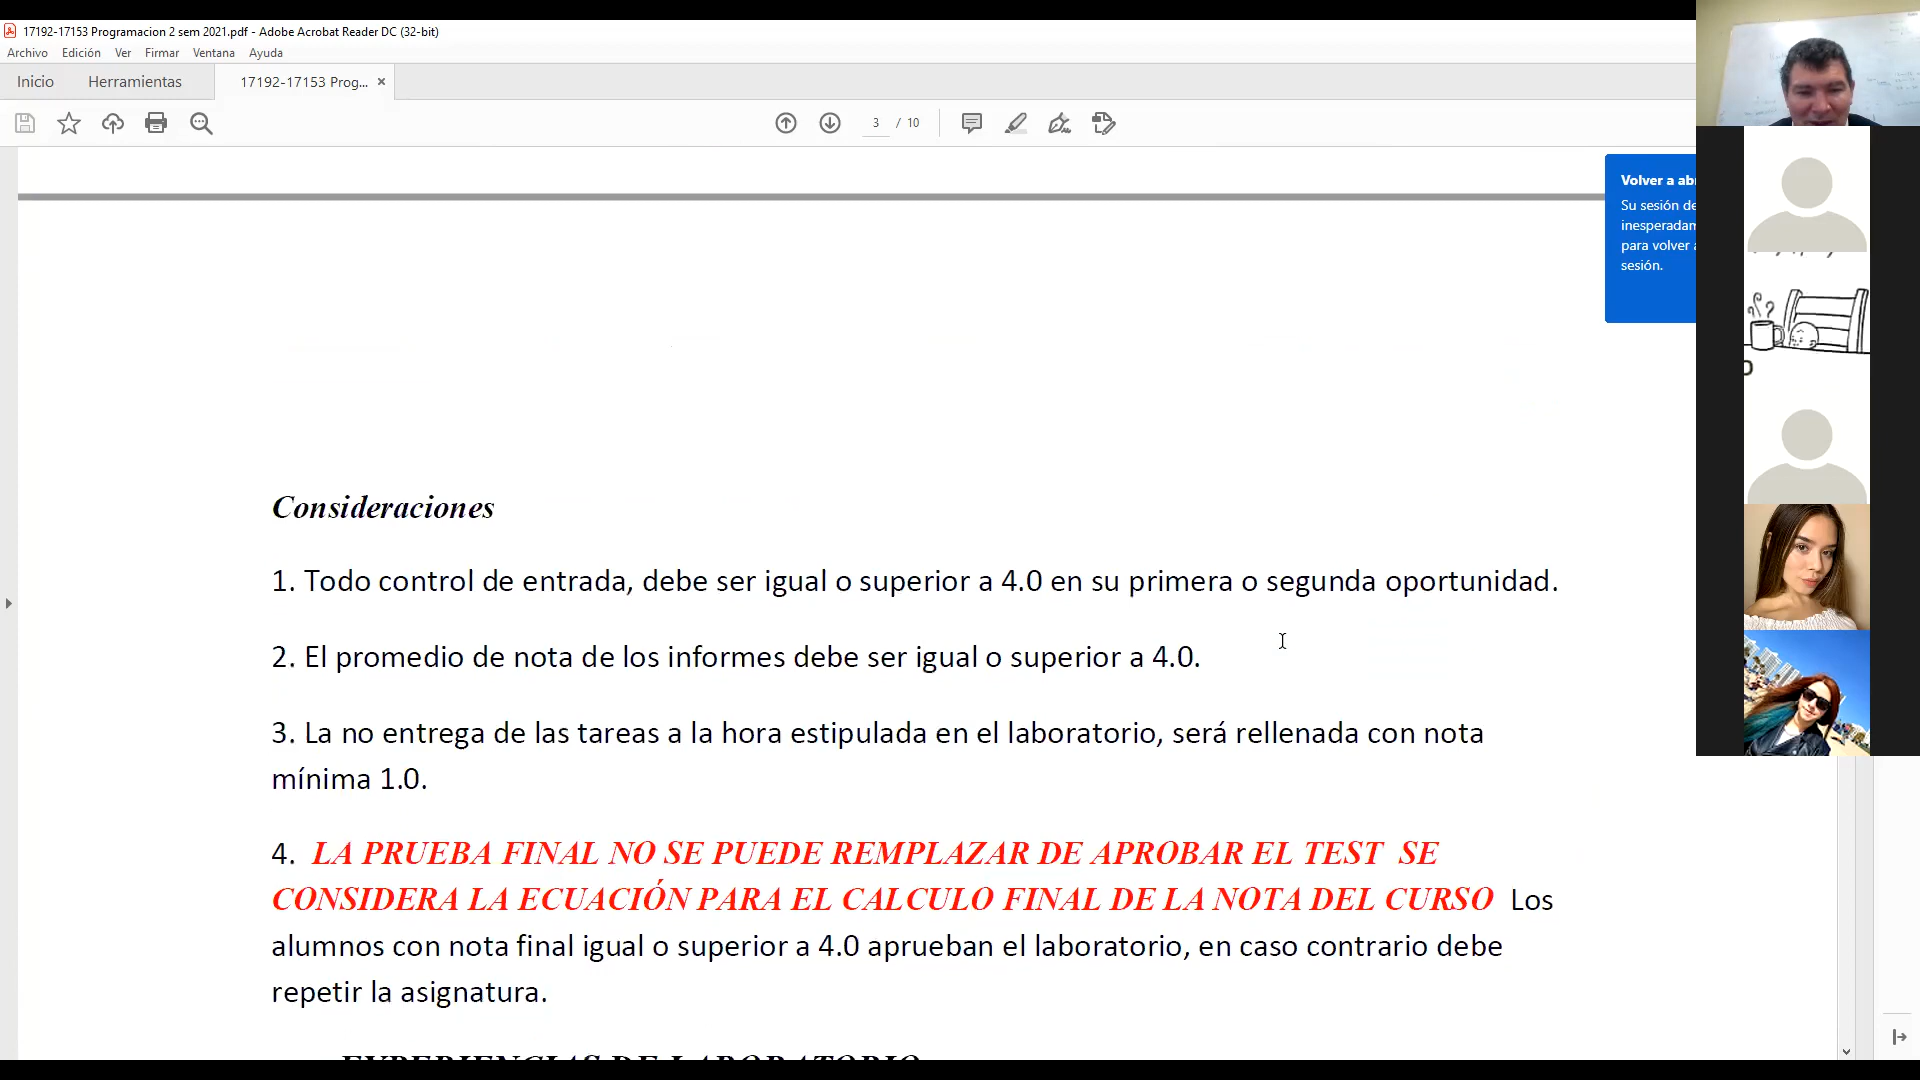 17192-17153 Programacion 2 sem 2021.pdf - Adobe Acrobat Reader DC (32-bit)
Archivo Edición Ver Firmar Ventana Ayuda
Inicio Herramientas 17192-17153 Prog... ×
3 / 10
Volver a ab
Su sesión de
inesperadam
para volver a
sesión.
Consideraciones
1. Todo control de entrada, debe ser igual o superior a 4.0 en su primera o segunda oportunidad.
2. El promedio de nota de los informes debe ser igual o superior a 4.0.
3. La no entrega de las tareas a la hora estipulada en el laboratorio, será rellenada con nota
mínima 1.0.
4. LA PRUEBA FINAL NO SE PUEDE REMPLAZAR DE APROBAR EL TEST SE
CONSIDERA LA ECUACIÓN PARA EL CALCULO FINAL DE LA NOTA DEL CURSO Los
alumnos con nota final igual o superior a 4.0 aprueban el laboratorio, en caso contrario debe
repetir la asignatura.
EXPERIENCIAS DE LABORATORIO